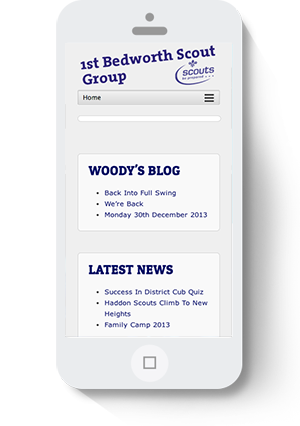 1st Bedworth Scout
Group
scouts
be prepared . . .
Home
WOODY'S BLOG
Back Into Full Swing
We're Back
Monday 30th December 2013
LATEST NEWS
Success In District Cub Quiz
Haddon Scouts Climb To New
Heights
Family Camp 2013